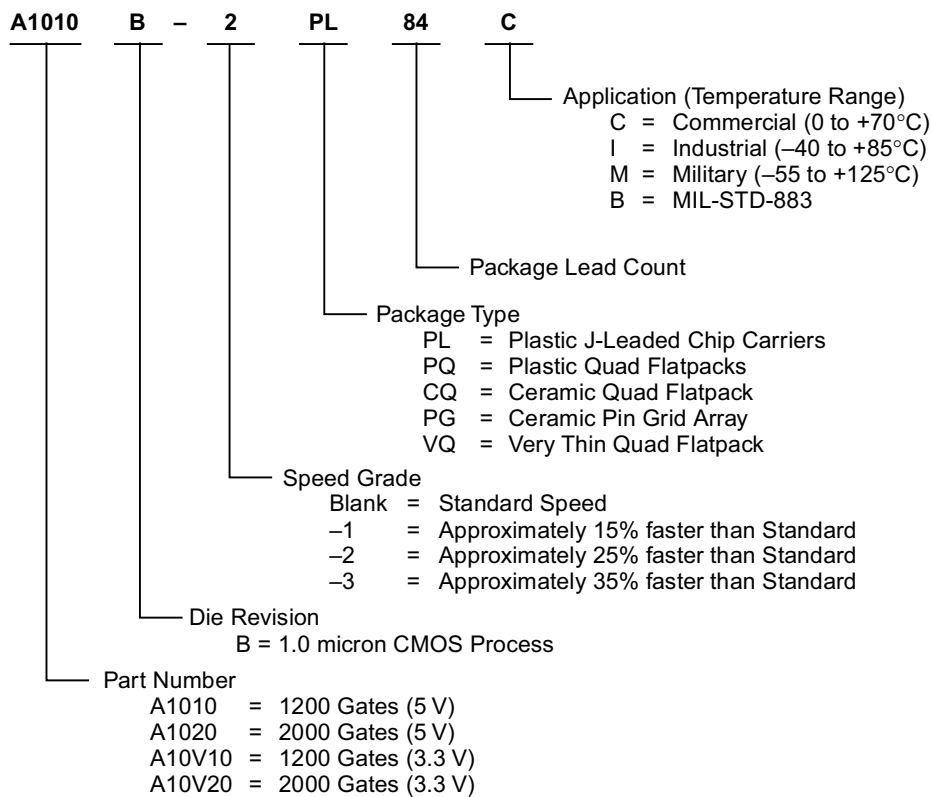 A1010 B – 2 PL 84 C
Application (Temperature Range)
C = Commercial (0 to +70°C)
I = Industrial (–40 to +85°C)
M = Military (–55 to +125°C)
B = MIL-STD-883
Package Lead Count
Package Type
PL = Plastic J-Leaded Chip Carriers
PQ = Plastic Quad Flatpacks
CQ = Ceramic Quad Flatpack
PG = Ceramic Pin Grid Array
VQ = Very Thin Quad Flatpack
Speed Grade
Blank = Standard Speed
–1 = Approximately 15% faster than Standard
–2 = Approximately 25% faster than Standard
–3 = Approximately 35% faster than Standard
Die Revision
B = 1.0 micron CMOS Process
Part Number
A1010 = 1200 Gates (5 V)
A1020 = 2000 Gates (5 V)
A10V10 = 1200 Gates (3.3 V)
A10V20 = 2000 Gates (3.3 V)